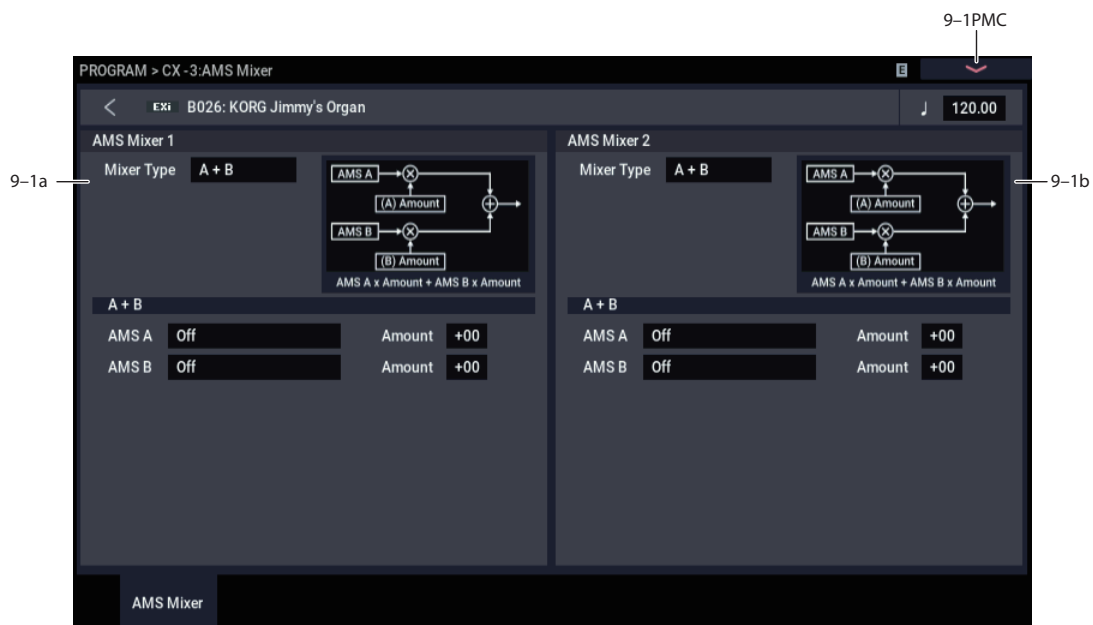 9–1PMC
PROGRAM > CX -3:AMS Mixer
E
EXi B026: KORG Jimmy's Organ
♩ 120.00
AMS Mixer 1
9–1a
Mixer Type A + B
AMS A
(A) Amount
AMS B
(B) Amount
AMS A x Amount + AMS B x Amount
A + B
AMS A Off Amount +00
AMS B Off Amount +00
AMS Mixer 2
9–1b
Mixer Type A + B
AMS A
(A) Amount
AMS B
(B) Amount
AMS A x Amount + AMS B x Amount
A + B
AMS A Off Amount +00
AMS B Off Amount +00
AMS Mixer